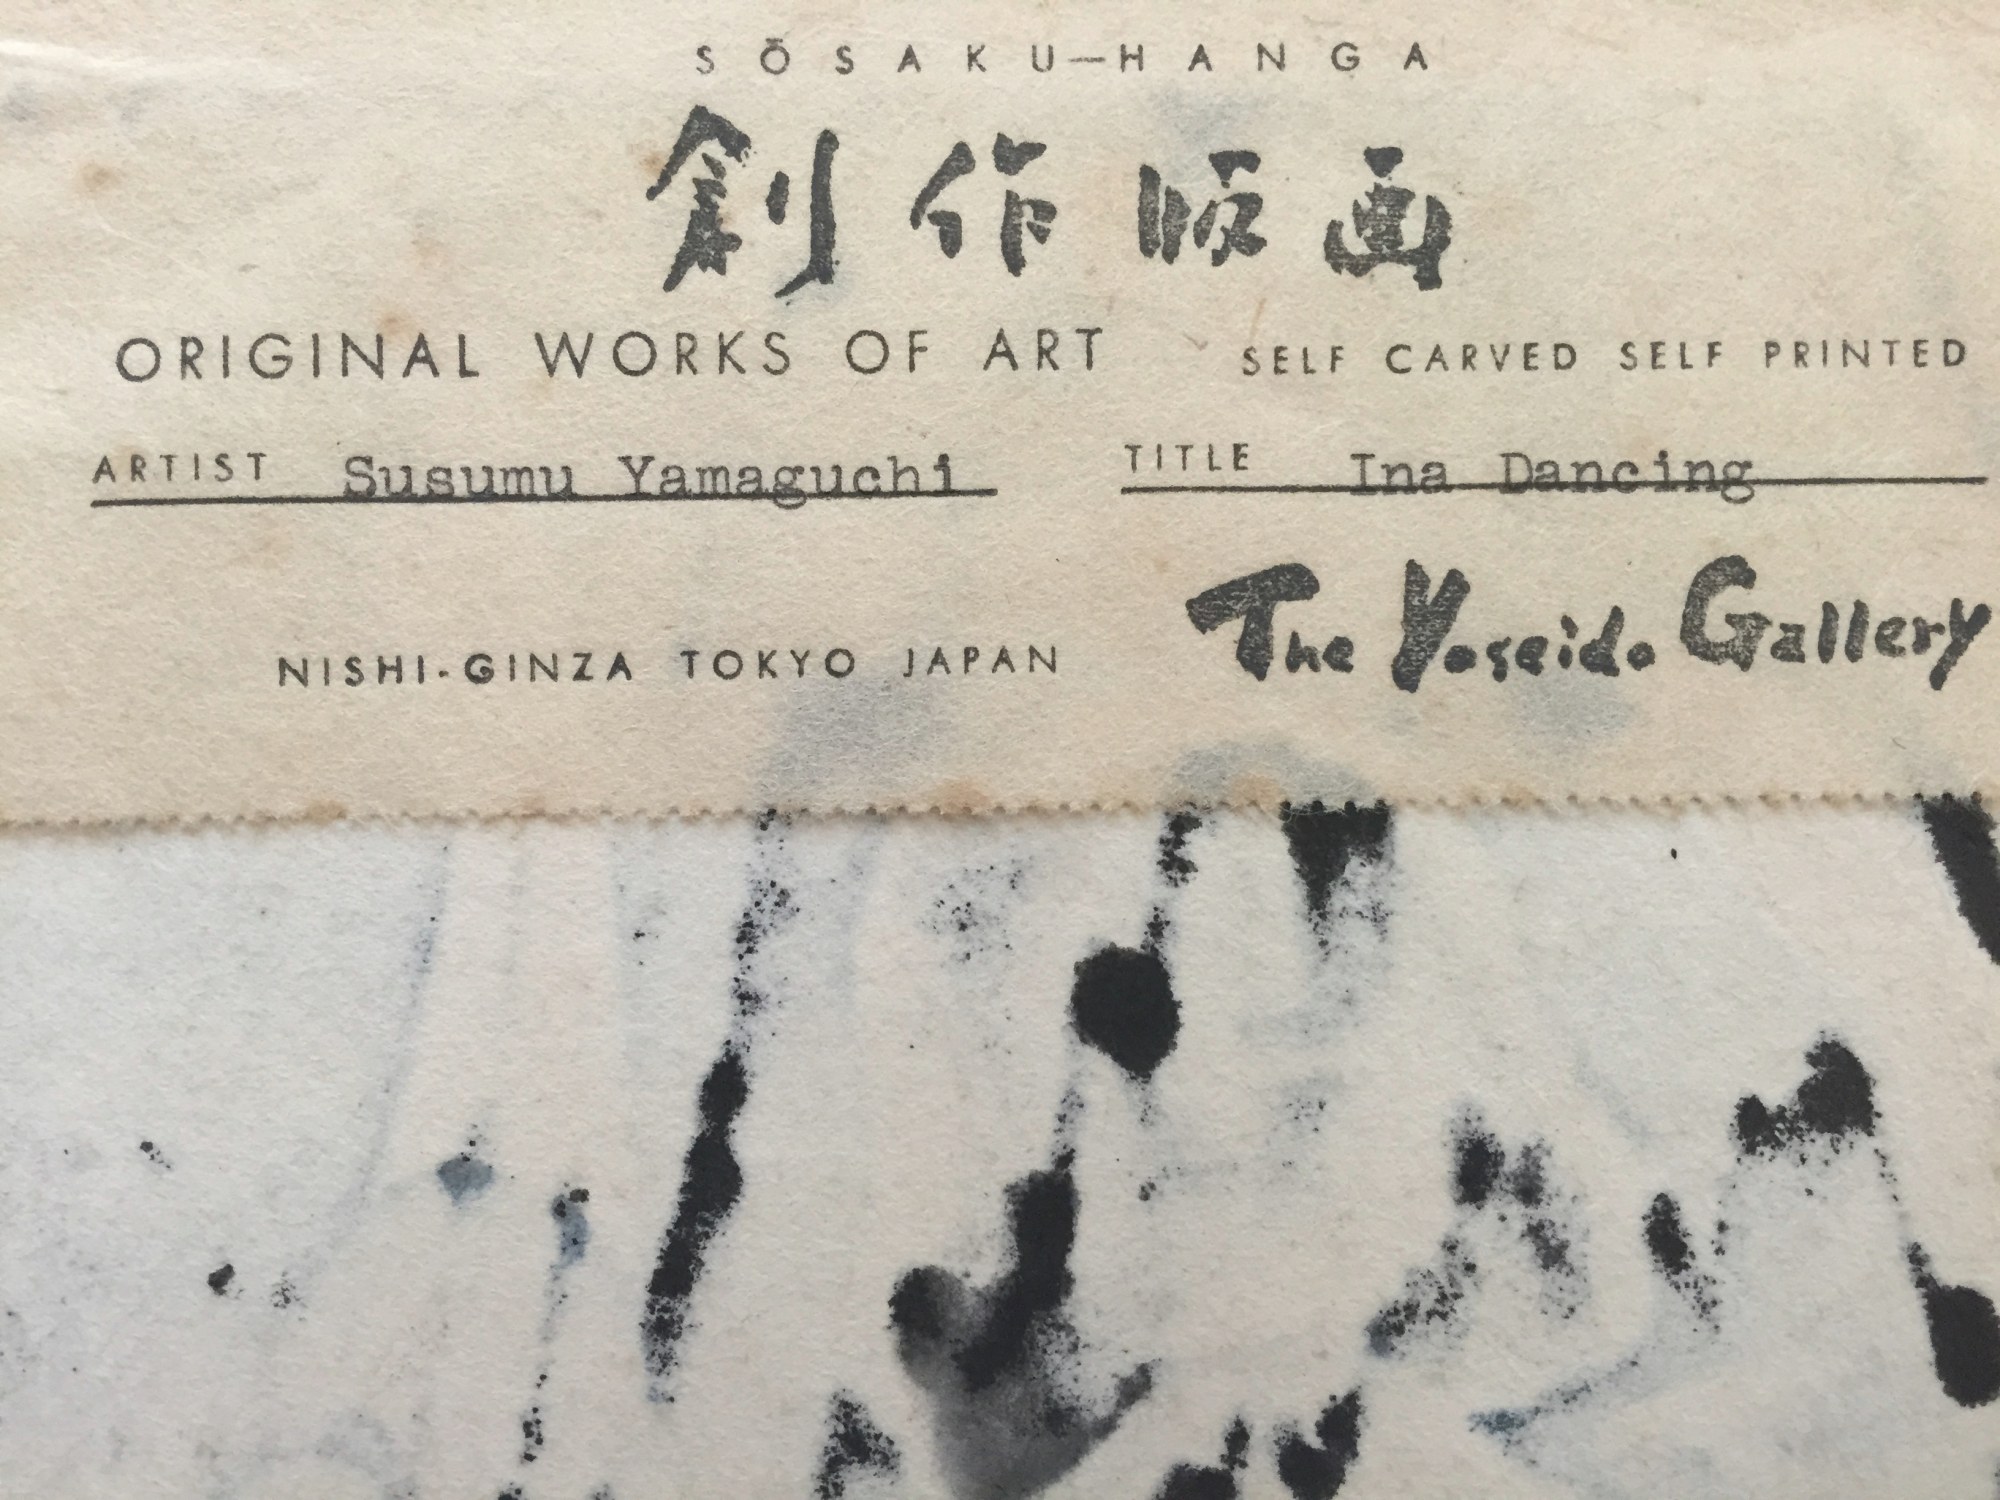 SŌSAKU—HANGA
創作版画
ORIGINAL WORKS OF ART SELF CARVED SELF PRINTED
ARTIST Susumu Yamaguchi TITLE Ina Dancing
The Yoseido Gallery
NISHI-GINZA TOKYO JAPAN